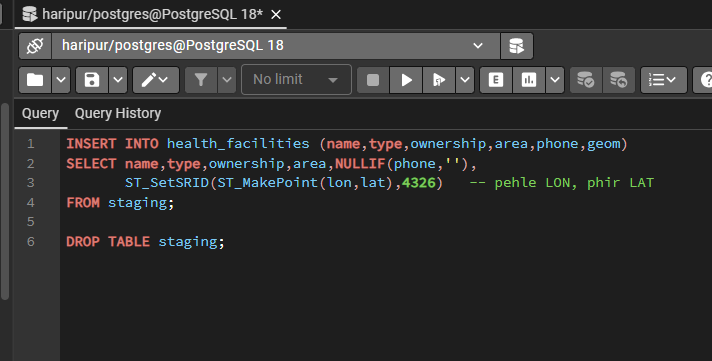 haripur/postgres@PostgreSQL 18*
haripur/postgres@PostgreSQL 18
No limit
E
Query Query History
1 INSERT INTO health_facilities (name,type,ownership,area,phone,geom)
2 SELECT name,type,ownership,area,NULLIF(phone,''),
3 ST_SetSRID(ST_MakePoint(lon,lat),4326) -- pehle LON, phir LAT
4 FROM staging;
5
6 DROP TABLE staging;